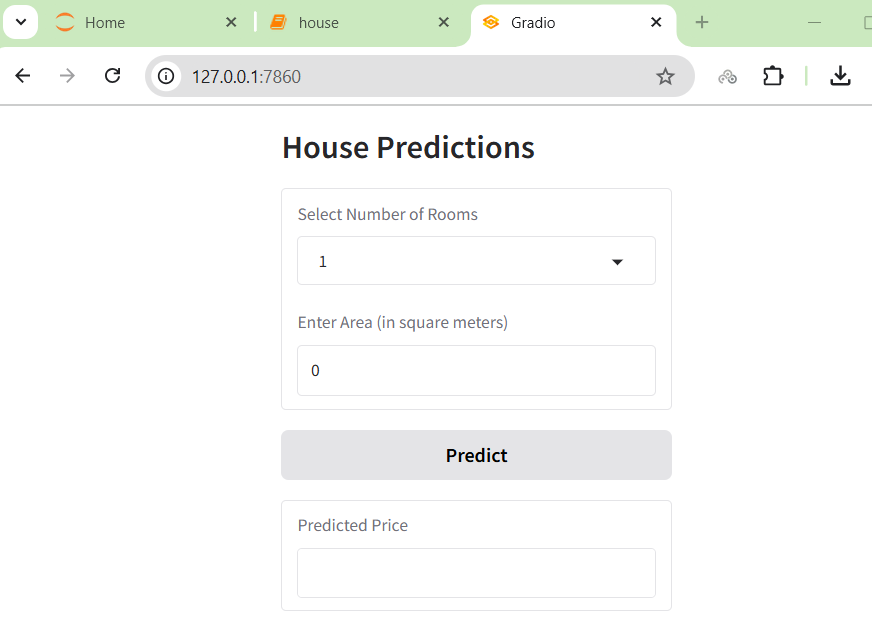 Home
house
Gradio
127.0.0.1:7860
House Predictions
Select Number of Rooms
1
Enter Area (in square meters)
0
Predict
Predicted Price